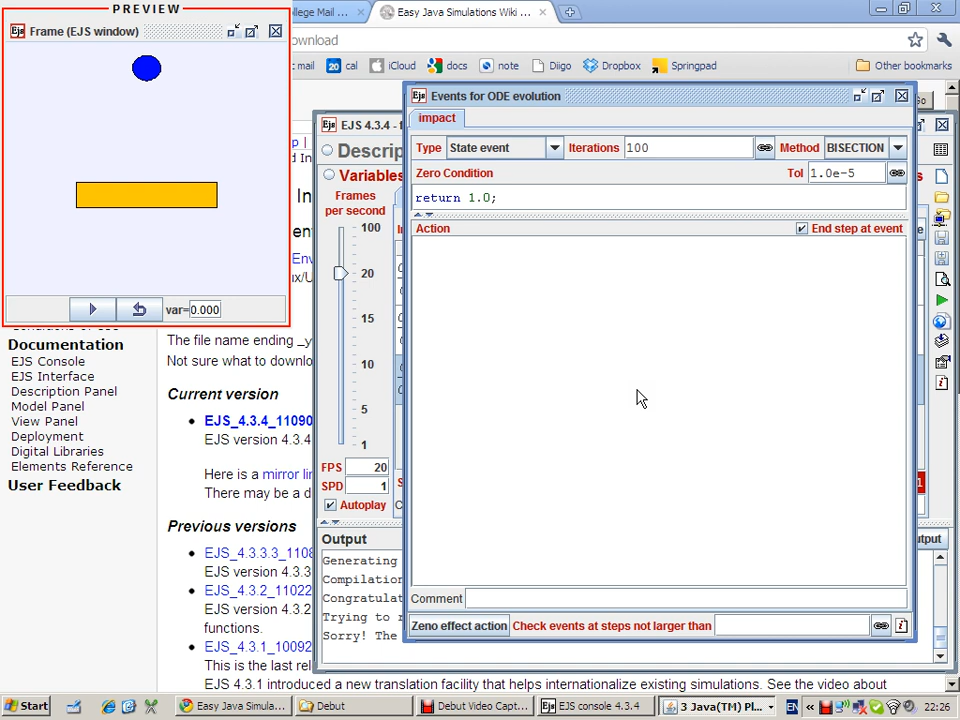 PREVIEW
Frame (EJS window)
var=0.000
llege Mail ...
Easy Java Simulations Wiki ...
ownload
mail
20 cal
iCloud
docs
note
Diigo
Dropbox
Springpad
Other bookmarks
EJS 4.3.4 - f
Descrip
Variables
Frames
per second
100
20
15
10
5
1
FPS 20
SPD 1
Autoplay
Output
Generating
Compilation
Congratulat
Trying to r
Sorry! The
Events for ODE evolution
impact
Type State event Iterations 100 Method BISECTION
Zero Condition Tol 1.0e-5
return 1.0;
Action End step at event
Comment
Zeno effect action Check events at steps not larger than
Documentation
EJS Console
EJS Interface
Description Panel
Model Panel
View Panel
Deployment
Digital Libraries
Elements Reference
User Feedback
The file name ending _y
Not sure what to downlo
Current version
EJS_4.3.4_11090
EJS version 4.3.4
Here is a mirror lin
There may be a d
Previous versions
EJS_4.3.3.3_1108
EJS version 4.3.3
EJS_4.3.2_11022
EJS version 4.3.2
functions.
EJS_4.3.1_10092
This is the last rel
EJS 4.3.1 introduced a new translation facility that helps internationalize existing simulations. See the video about
Start
Easy Java Simula...
Debut
Debut Video Capt...
EJS console 4.3.4
3 Java(TM) Pl...
EN
22:26